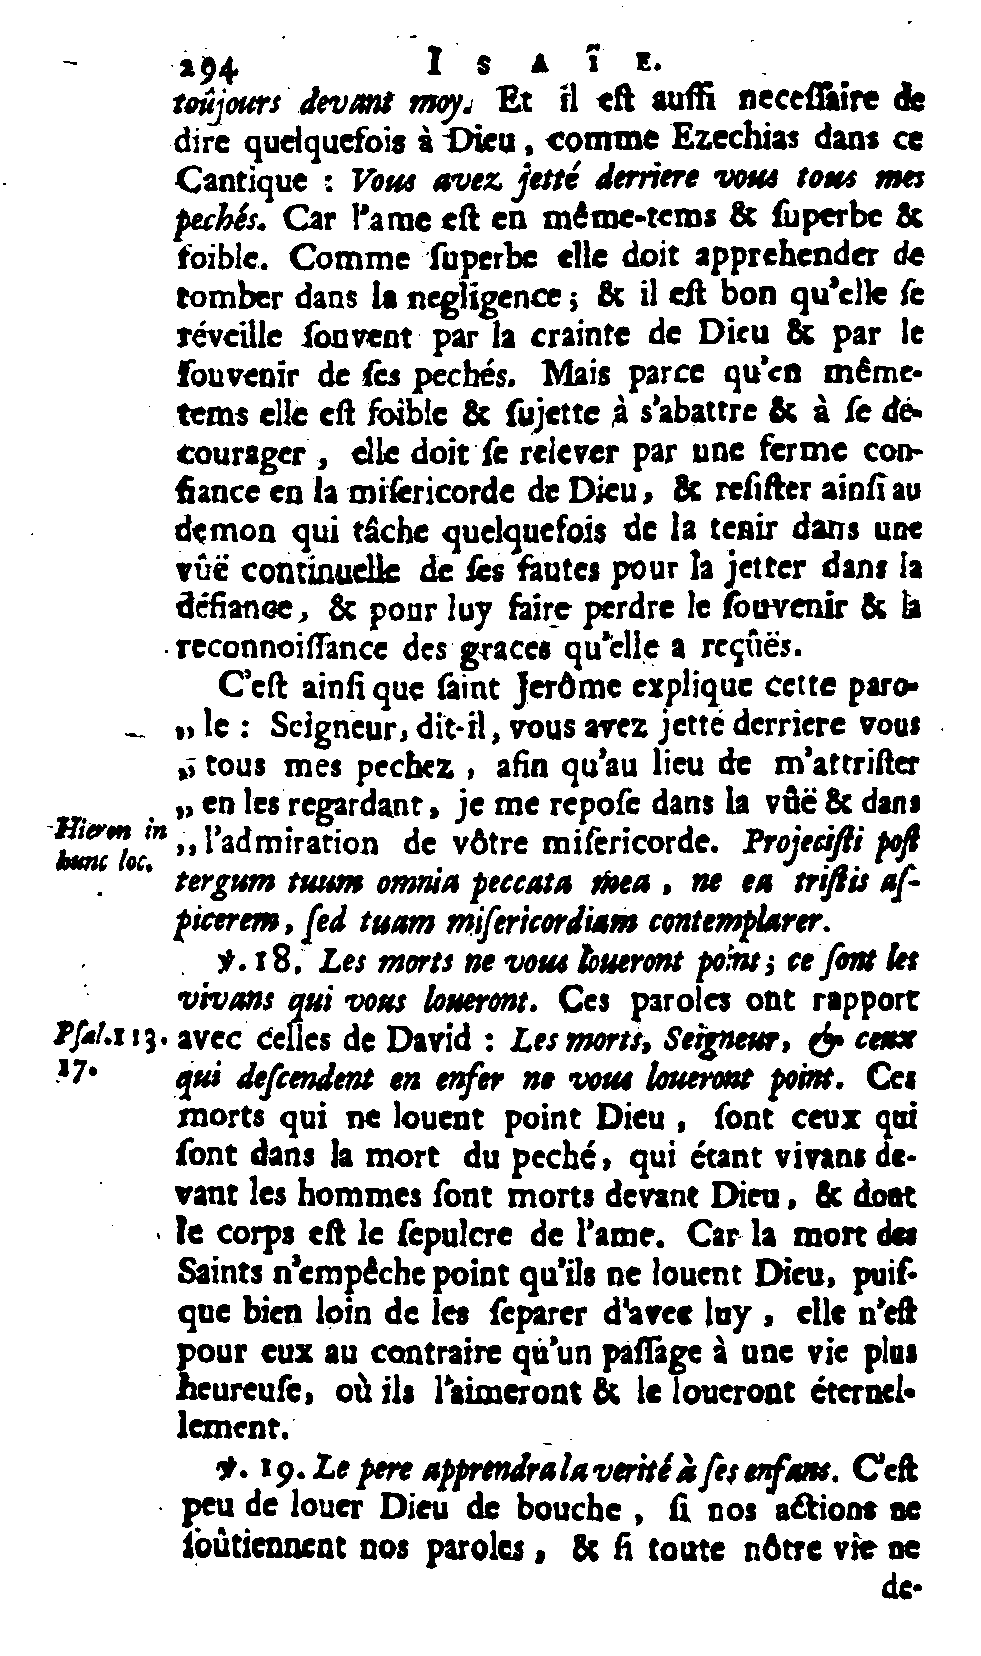 294 ISAÏE.
toûjours devant moy. Et il eſt auſſi neceſſaire de
dire quelquefois à Dieu, comme Ezechias dans ce
Cantique : Vous avez jetté derriere vous tous mes
pechés. Car l'ame eſt en même-tems & ſuperbe &
foible. Comme ſuperbe elle doit apprehender de
tomber dans la negligence ; & il eſt bon qu'elle ſe
réveille ſouvent par la crainte de Dieu & par le
ſouvenir de ſes pechés. Mais parce qu'en même-
tems elle eſt foible & ſujette à s'abattre & à ſe dé-
courager, elle doit ſe relever par une ferme con-
fiance en la miſericorde de Dieu, & reſiſter ainſi au
demon qui tâche quelquefois de la tenir dans une
vûë continuelle de ſes fautes pour la jetter dans la
défiance, & pour luy faire perdre le ſouvenir & la
reconnoiſſance des graces qu'elle a reçûës.
C'eſt ainſi que ſaint Jerôme explique cette paro-
„ le : Seigneur, dit-il, vous avez jetté derriere vous
„ tous mes pechez, afin qu'au lieu de m'attriſter
„ en les regardant, je me repoſe dans la vûë & dans
Hieron in
hunc loc.
„ l'admiration de vôtre miſericorde. Projeciſti poſt
tergum tuum omnia peccata mea, ne ea triſtis aſ-
picerem, ſed tuam miſericordiam contemplarer.
℣. 18. Les morts ne vous loueront point ; ce ſont les
vivans qui vous loueront. Ces paroles ont rapport
Pſal. 113.
17.
avec celles de David : Les morts, Seigneur, & ceux
qui deſcendent en enfer ne vous loueront point. Ces
morts qui ne louent point Dieu, ſont ceux qui
ſont dans la mort du peché, qui étant vivans de-
vant les hommes ſont morts devant Dieu, & dont
le corps eſt le ſepulcre de l'ame. Car la mort des
Saints n'empêche point qu'ils ne louent Dieu, puiſ-
que bien loin de les ſeparer d'avec luy, elle n'eſt
pour eux au contraire qu'un paſſage à une vie plus
heureuſe, où ils l'aimeront & le loueront éternel-
lement.
℣. 19. Le pere apprendra la verité à ſes enfans. C'eſt
peu de louer Dieu de bouche, ſi nos actions ne
ſoûtiennent nos paroles, & ſi toute nôtre vie ne
de-